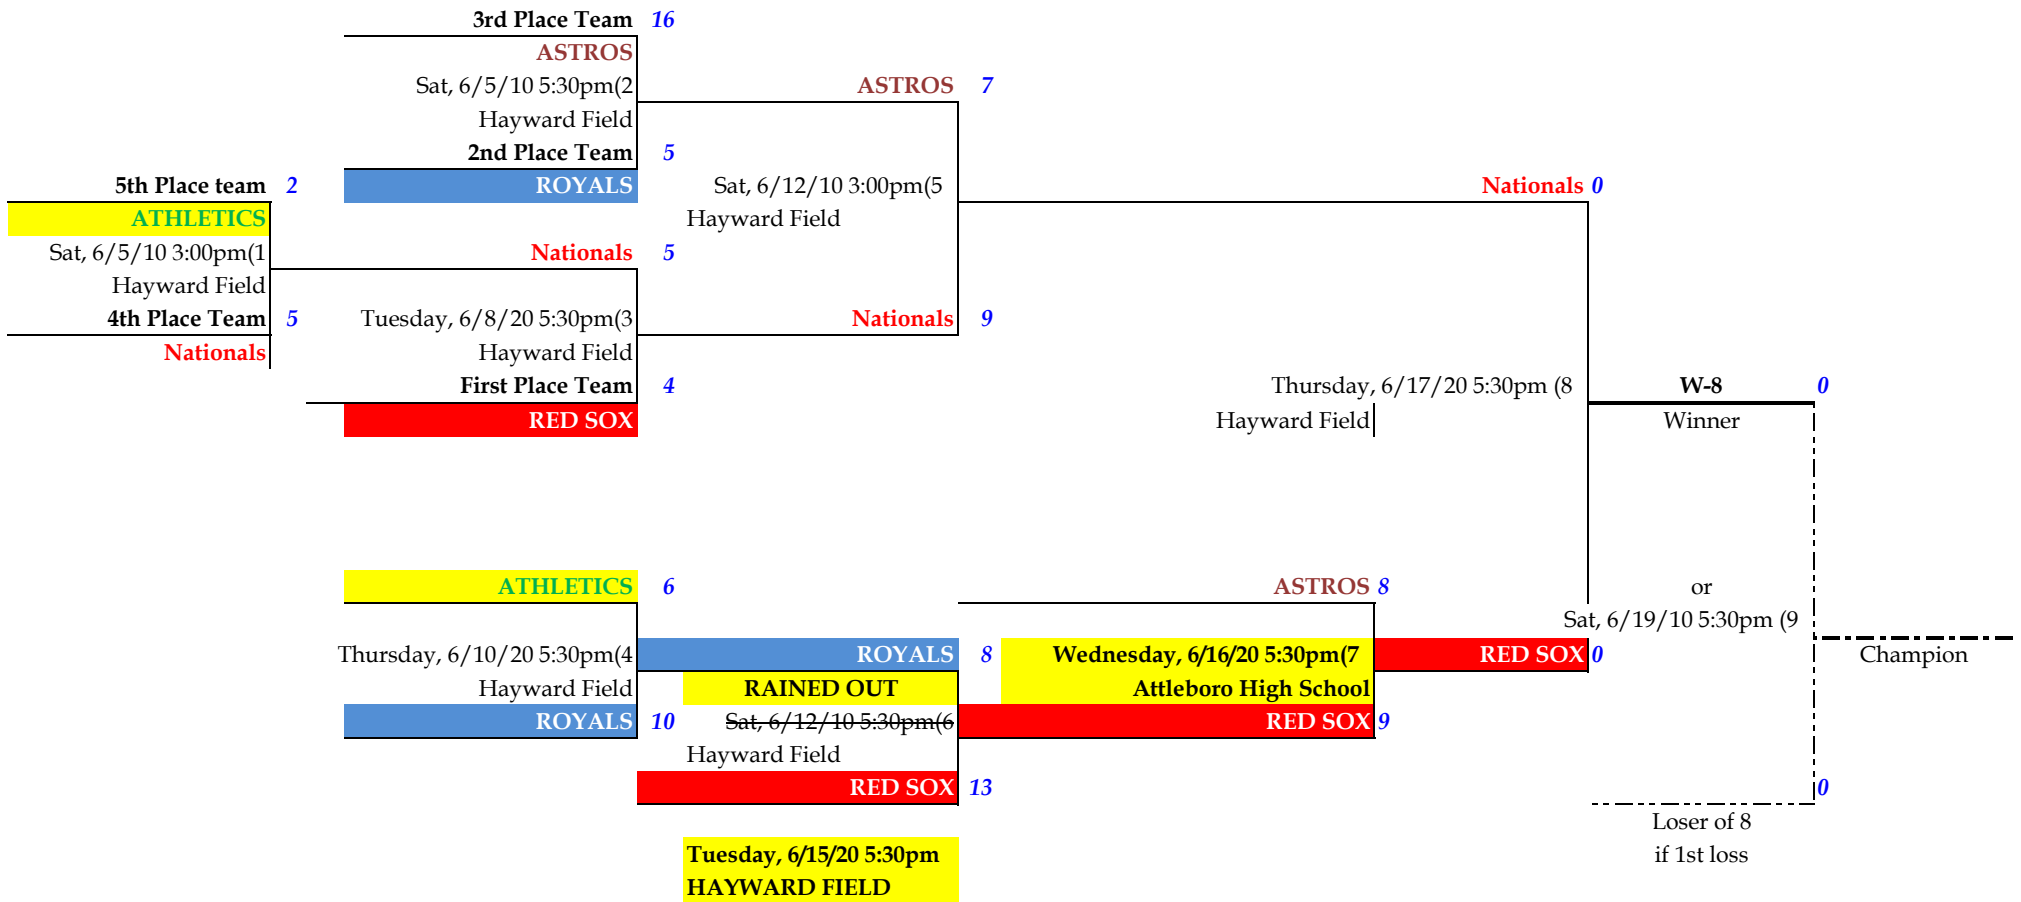 3rd Place Team 16
ASTROS
Sat, 6/5/10 5:30pm(2
ASTROS 7
Hayward Field
2nd Place Team 5
5th Place team 2
ROYALS
Sat, 6/12/10 3:00pm(5
Nationals 0
ATHLETICS
Hayward Field
Sat, 6/5/10 3:00pm(1
Nationals 5
Hayward Field
4th Place Team 5
Tuesday, 6/8/20 5:30pm(3
Nationals 9
Nationals
Hayward Field
First Place Team 4
Thursday, 6/17/20 5:30pm (8
W-8 0
RED SOX
Hayward Field
Winner
ATHLETICS 6
ASTROS 8
or
Sat, 6/19/10 5:30pm (9
Thursday, 6/10/20 5:30pm(4
ROYALS 8
Wednesday, 6/16/20 5:30pm(7
RED SOX 0
Champion
Hayward Field
RAINED OUT
Attleboro High School
ROYALS 10
Sat, 6/12/10 5:30pm(6
RED SOX 9
Hayward Field
RED SOX 13
0
Loser of 8
if 1st loss
Tuesday, 6/15/20 5:30pm
HAYWARD FIELD